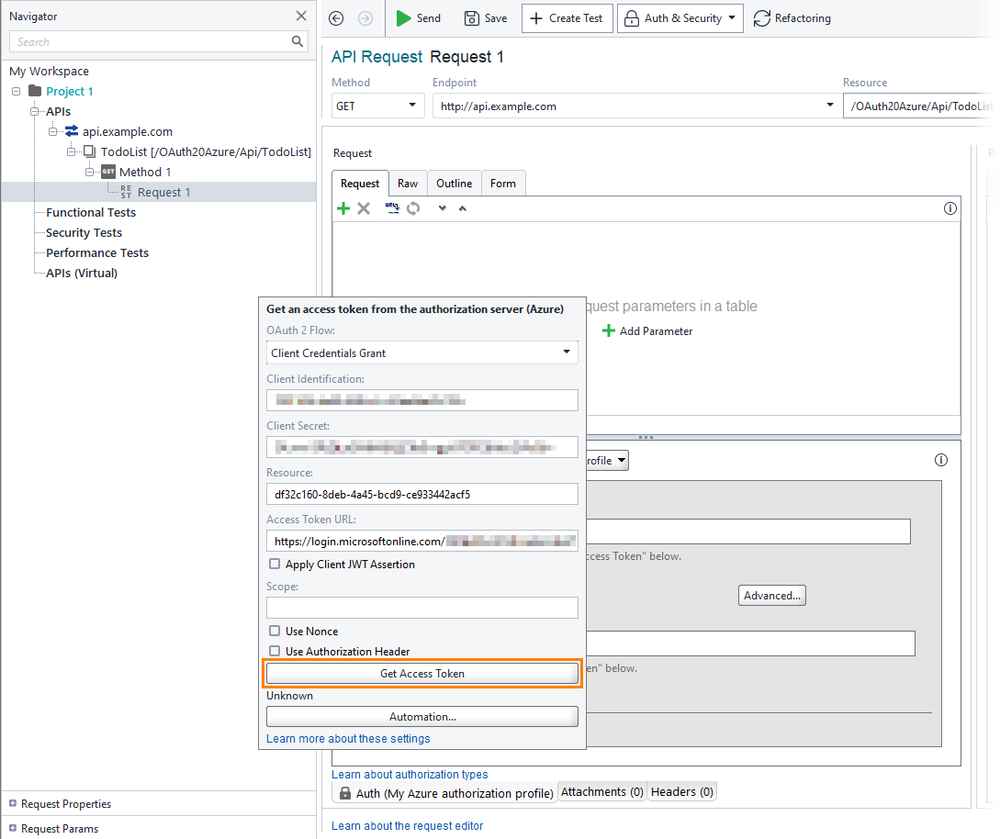 Navigator
Search
My Workspace
Project 1
APIs
api.example.com
TodoList [/OAuth20Azure/Api/TodoList]
GET Method 1
REST Request 1
Functional Tests
Security Tests
Performance Tests
APIs (Virtual)
Request Properties
Request Params
Send
Save
Create Test
Auth & Security
Refactoring
API Request Request 1
Method
Endpoint
Resource
GET
http://api.example.com
/OAuth20Azure/Api/TodoList
Request
Request
Raw
Outline
Form
quest parameters in a table
Add Parameter
Get an access token from the authorization server (Azure)
OAuth 2 Flow:
Client Credentials Grant
Client Identification:
Client Secret:
Resource:
df32c160-8deb-4a45-bcd9-ce933442acf5
Access Token URL:
https://login.microsoftonline.com/
Apply Client JWT Assertion
Scope:
Use Nonce
Use Authorization Header
Get Access Token
Unknown
Automation...
Learn more about these settings
rofile
ccess Token" below.
Advanced...
en" below.
Learn about authorization types
Auth (My Azure authorization profile)
Attachments (0)
Headers (0)
Learn about the request editor